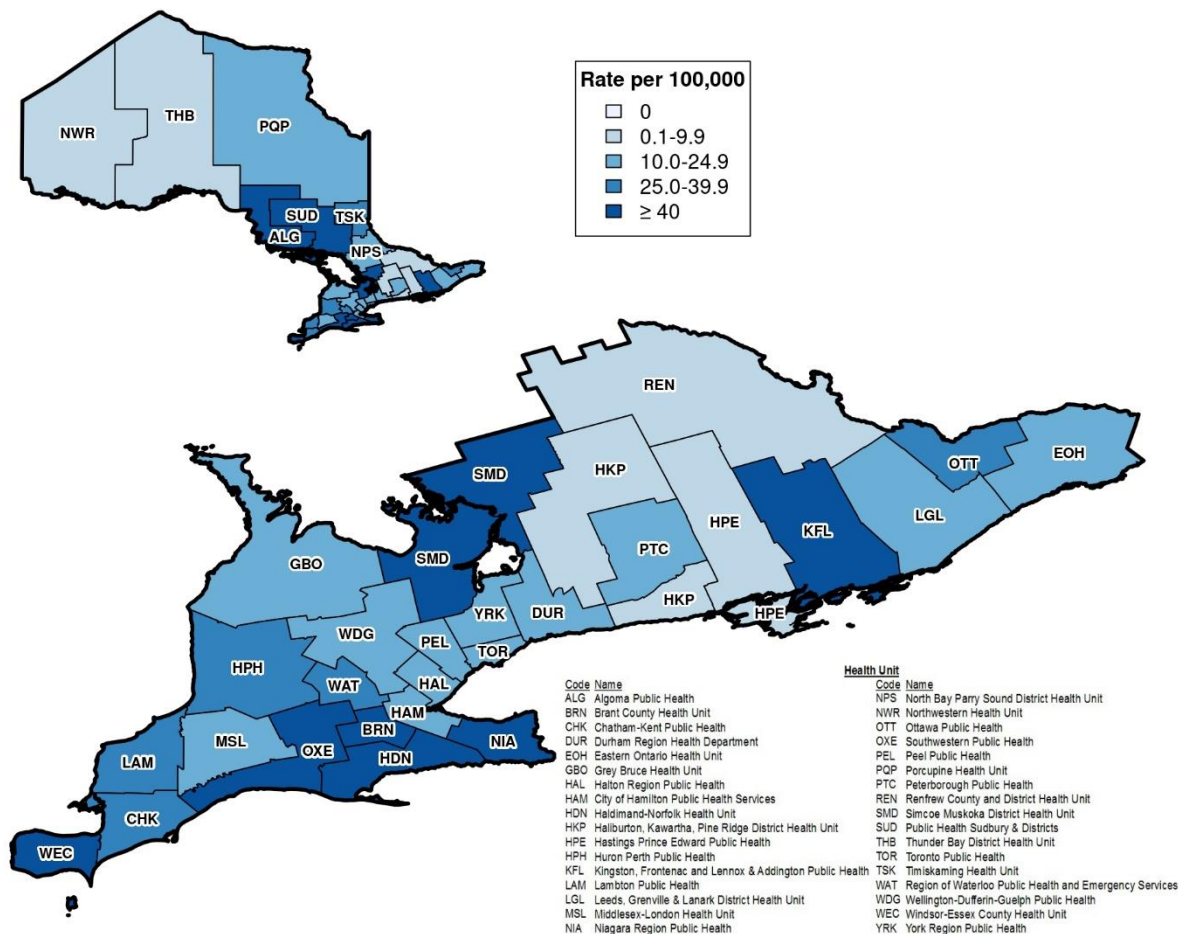 Rate per 100,000
0
0.1-9.9
10.0-24.9
25.0-39.9
≥ 40
NWR
THB
PQP
SUD
TSK
ALG
NPS
REN
SMD
HKP
OTT
EOH
HPE
KFL
LGL
SMD
PTC
GBO
HKP
HPE
YRK
DUR
WDG
PEL
TOR
HPH
WAT
HAL
HAM
BRN
MSL
OXE
NIA
HDN
LAM
CHK
WEC
Health Unit
Code Name
ALG Algoma Public Health
BRN Brant County Health Unit
CHK Chatham-Kent Public Health
DUR Durham Region Health Department
EOH Eastern Ontario Health Unit
GBO Grey Bruce Health Unit
HAL Halton Region Public Health
HAM City of Hamilton Public Health Services
HDN Haldimand-Norfolk Health Unit
HKP Haliburton, Kawartha, Pine Ridge District Health Unit
HPE Hastings Prince Edward Public Health
HPH Huron Perth Public Health
KFL Kingston, Frontenac and Lennox & Addington Public Health
LAM Lambton Public Health
LGL Leeds, Grenville & Lanark District Health Unit
MSL Middlesex-London Health Unit
NIA Niagara Region Public Health
Code Name
NPS North Bay Parry Sound District Health Unit
NWR Northwestern Health Unit
OTT Ottawa Public Health
OXE Southwestern Public Health
PEL Peel Public Health
PQP Porcupine Health Unit
PTC Peterborough Public Health
REN Renfrew County and District Health Unit
SMD Simcoe Muskoka District Health Unit
SUD Public Health Sudbury & Districts
THB Thunder Bay District Health Unit
TOR Toronto Public Health
TSK Timiskaming Health Unit
WAT Region of Waterloo Public Health and Emergency Services
WDG Wellington-Dufferin-Guelph Public Health
WEC Windsor-Essex County Health Unit
YRK York Region Public Health